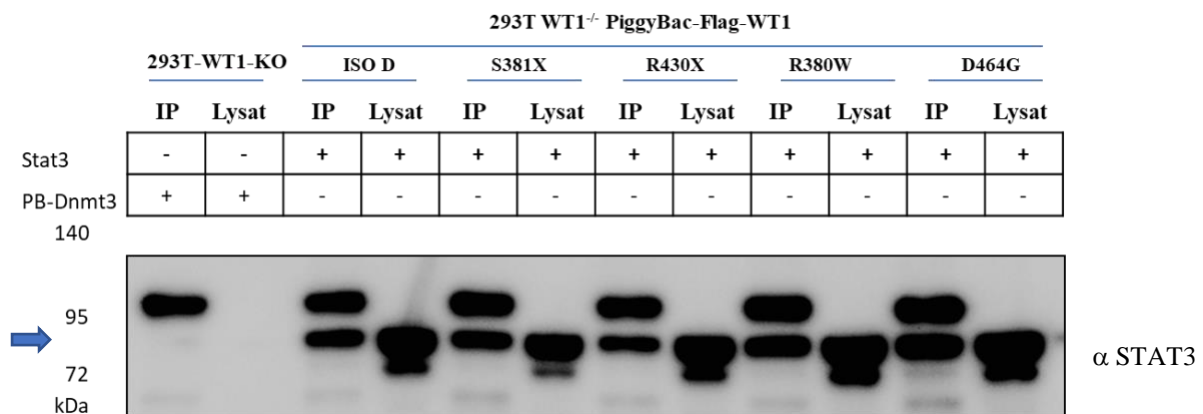 293T WT1-/- PiggyBac-Flag-WT1
293T-WT1-KO ISO D S381X R430X R380W D464G
IP Lysat IP Lysat IP Lysat IP Lysat IP Lysat IP Lysat
Stat3 - - + + + + + + + + + +
PB-Dnmt3 + + - - - - - - - - - -
140
95
72
kDa
α STAT3